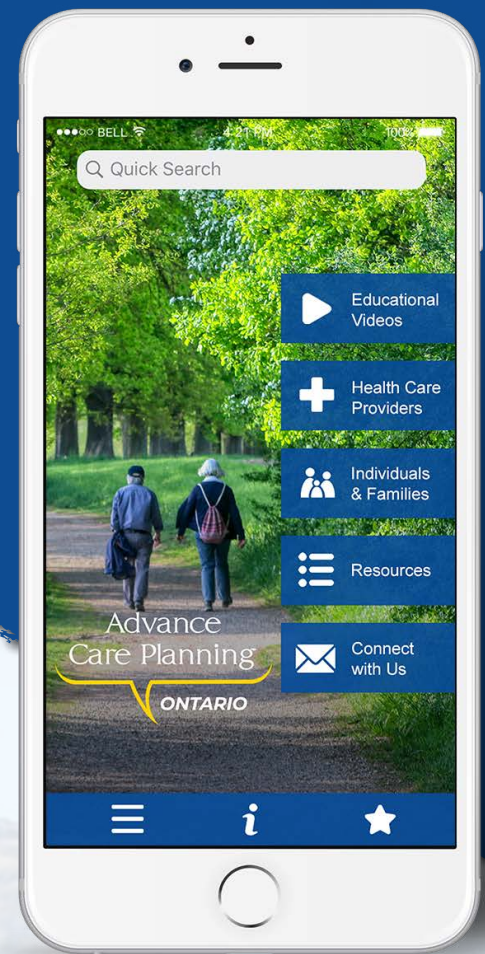 BELL
4:21 PM
100%
Quick Search
Educational
Videos
Health Care
Providers
Individuals
& Families
Resources
Connect
with Us
Advance
Care Planning
ONTARIO
i